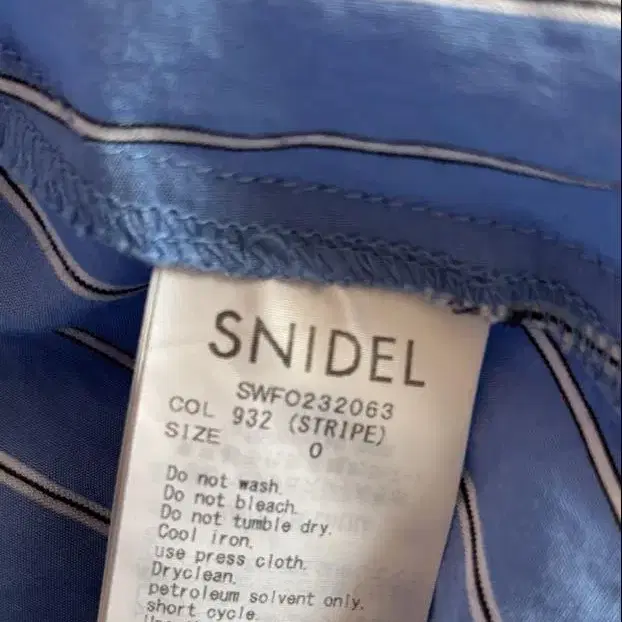 SNIDEL
SWFO232063
COL 932 (STRIPE)
SIZE 0
Do not wash.
Do not bleach.
Do not tumble dry.
Cool iron.
use press cloth.
Dryclean.
petroleum solvent only.
short cycle.